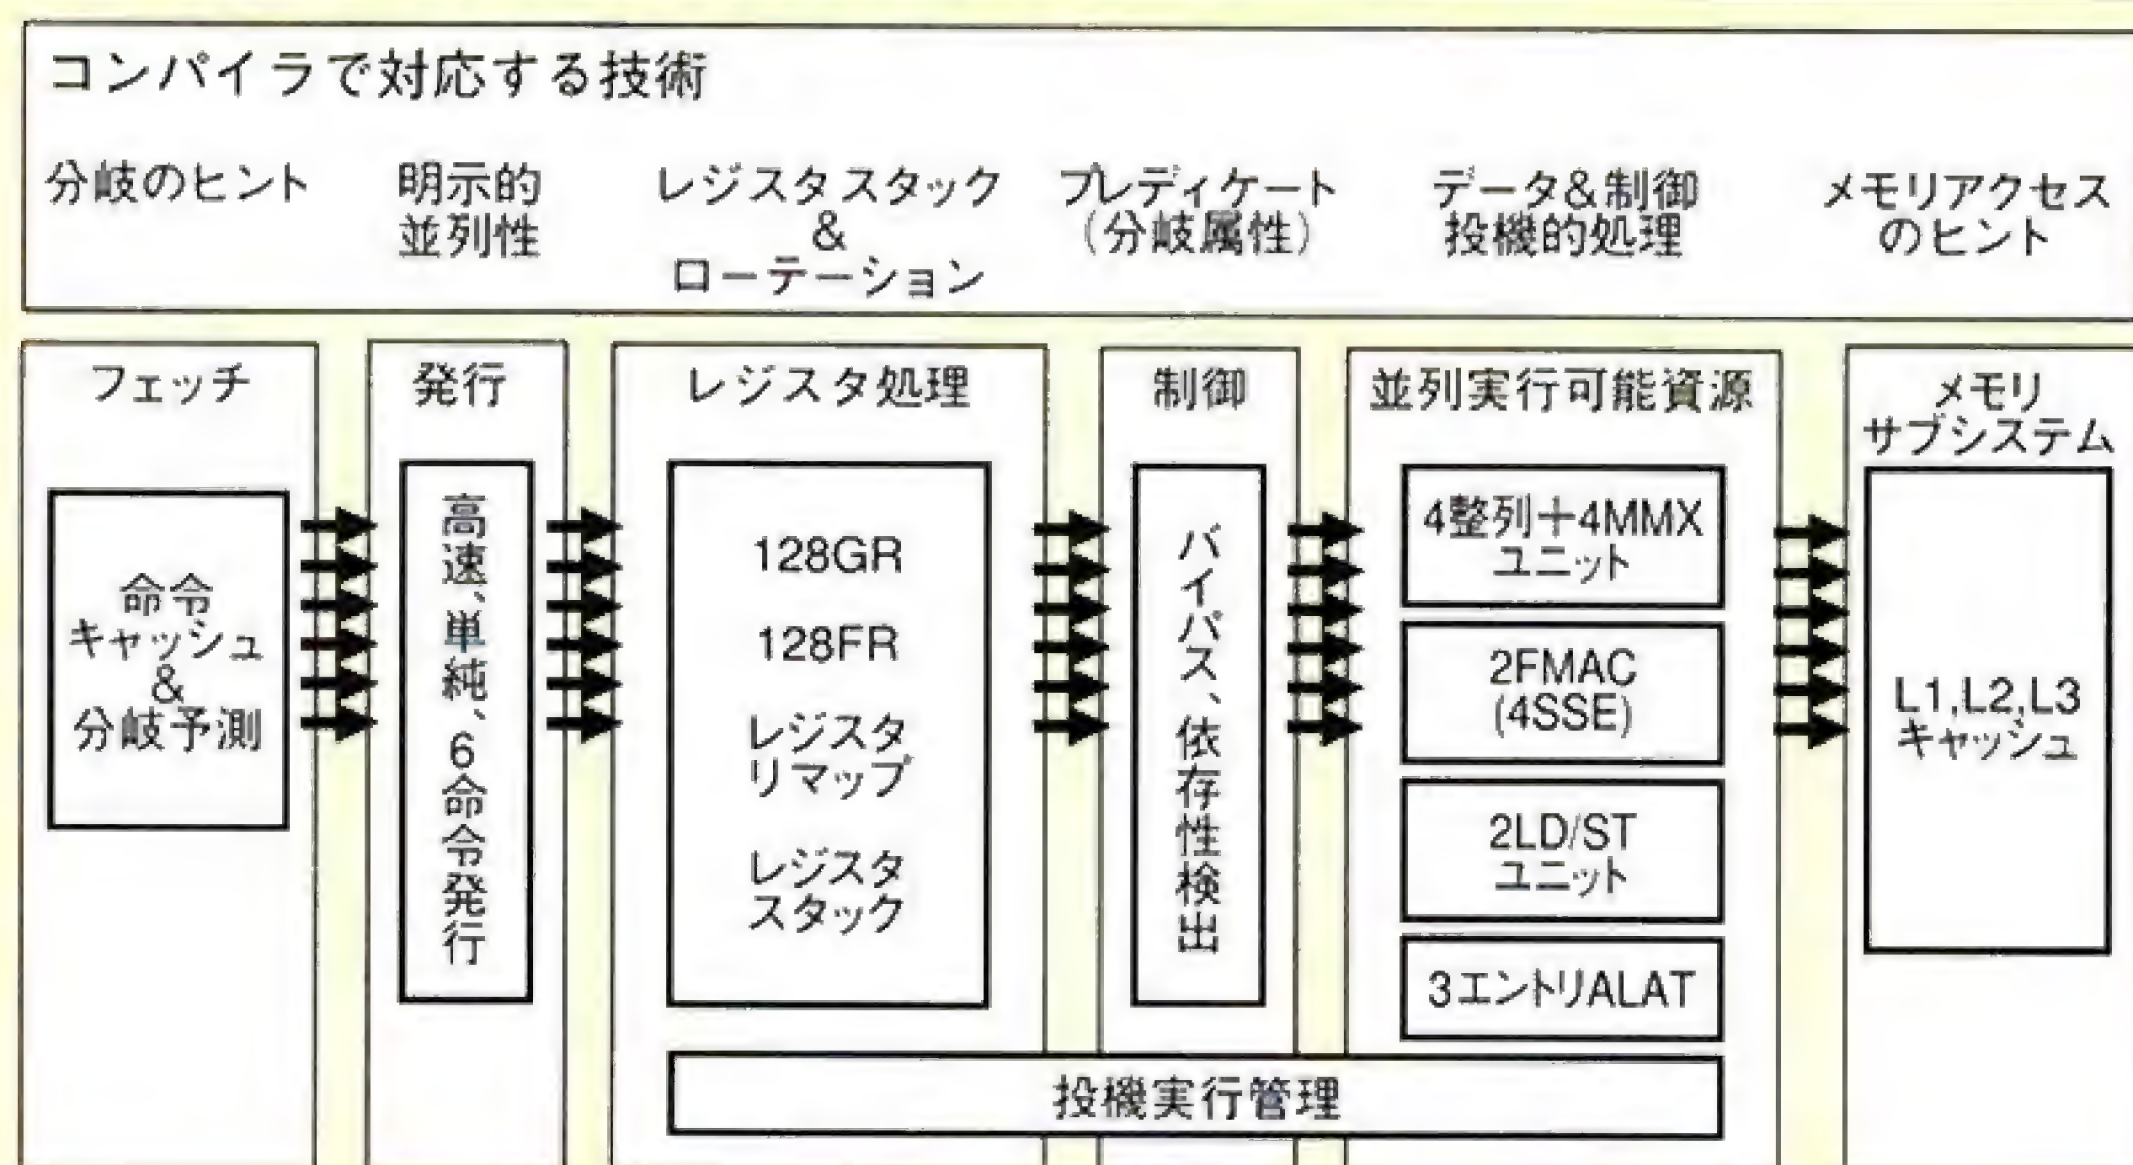 コンパイラで対応する技術
分岐のヒント
明示的
並列性
レジスタスタック
&
ローテーション
プレディケート
(分岐属性)
データ&制御
投機的処理
メモリアクセス
のヒント
フェッチ
命令
キャッシュ
&
分岐予測
発行
高速、単純、6命令発行
レジスタ処理
128GR
128FR
レジスタ
リマップ
レジスタ
スタック
制御
バイパス、依存性検出
並列実行可能資源
4整列+4MMX
ユニット
2FMAC
(4SSE)
2LD/ST
ユニット
3エントリALAT
メモリ
サブシステム
L1,L2,L3
キャッシュ
投機実行管理